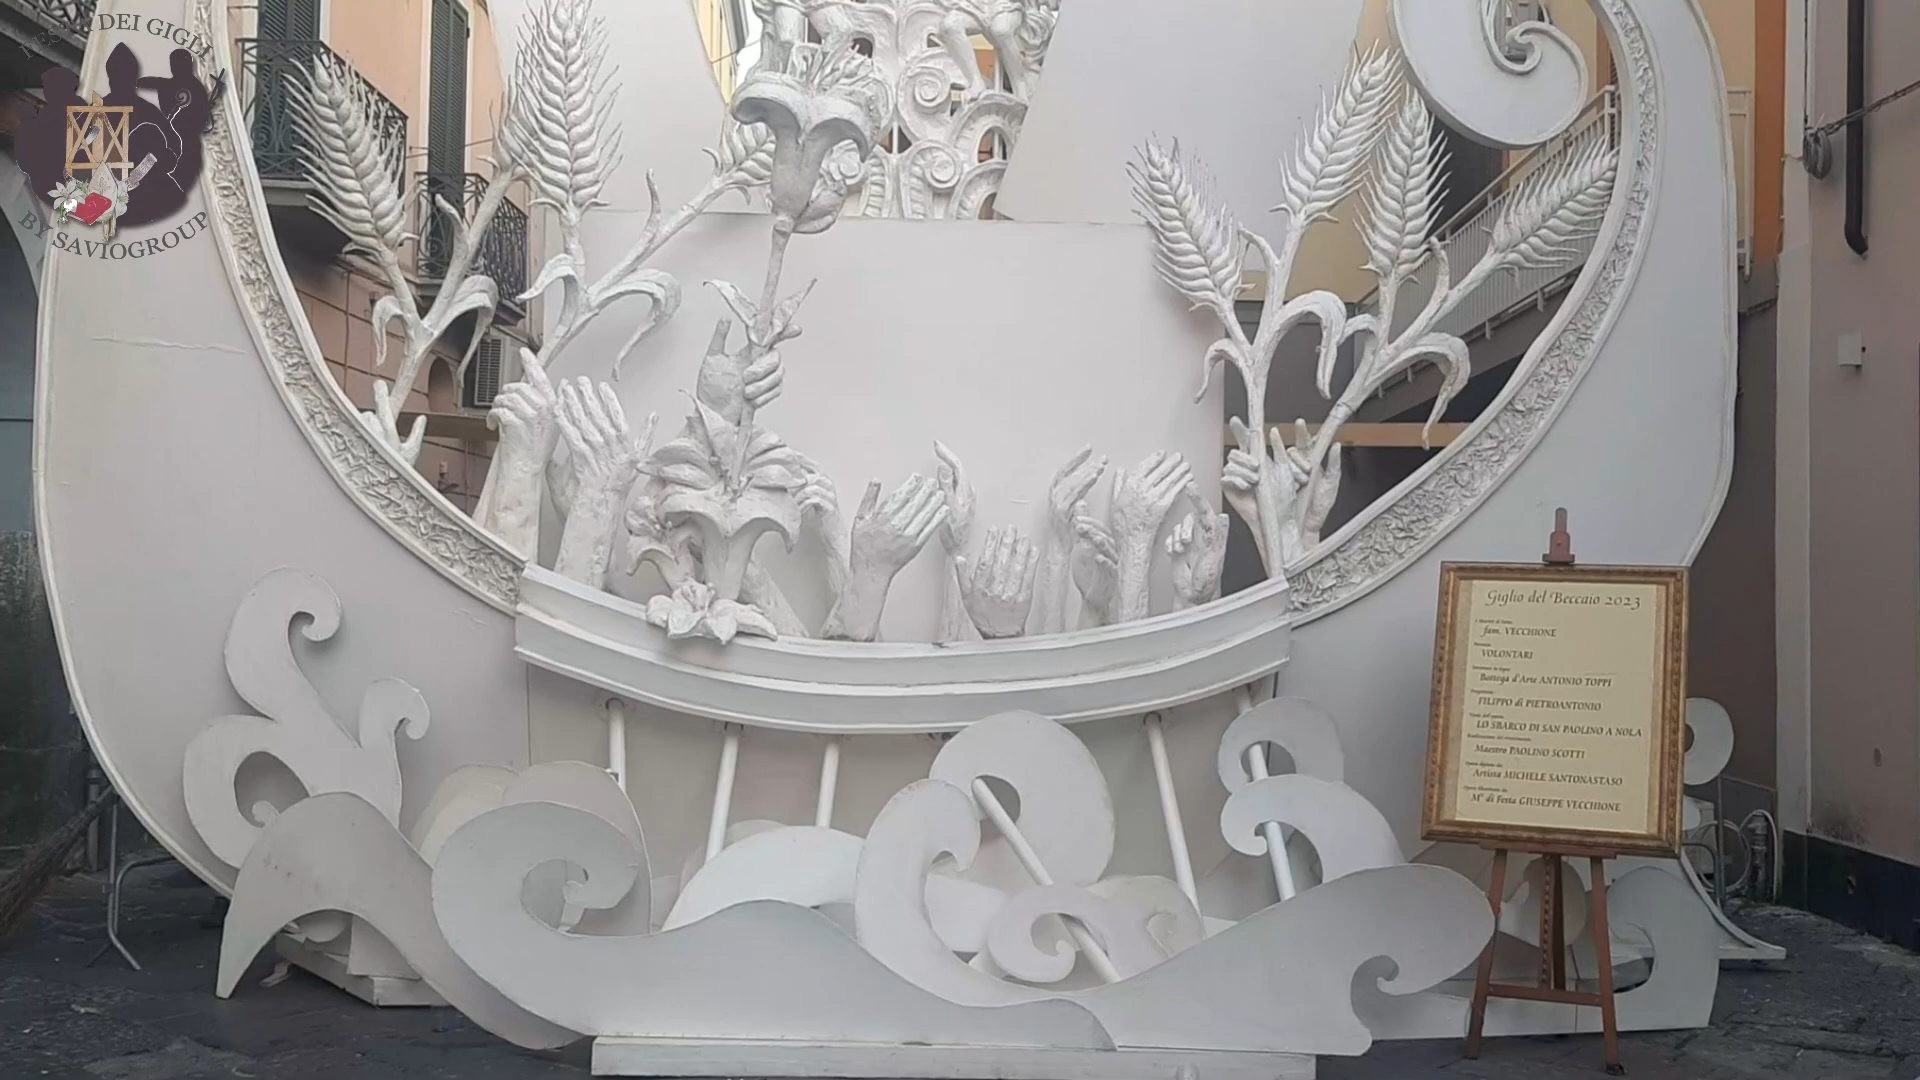 FESTA DEI GIGLI
BY SAVIOGROUP
Giglio del Beccaio 2023
fam. VECCHIONE
VOLONTARI
Bottega d'Arte ANTONIO TOPPI
FILIPPO di PIETROANTONIO
LO SBARCO DI SAN PAOLINO A NOLA
Maestro PAOLINO SCOTTI
Artista MICHELE SANTONASTASO
M° di Festa GIUSEPPE VECCHIONE